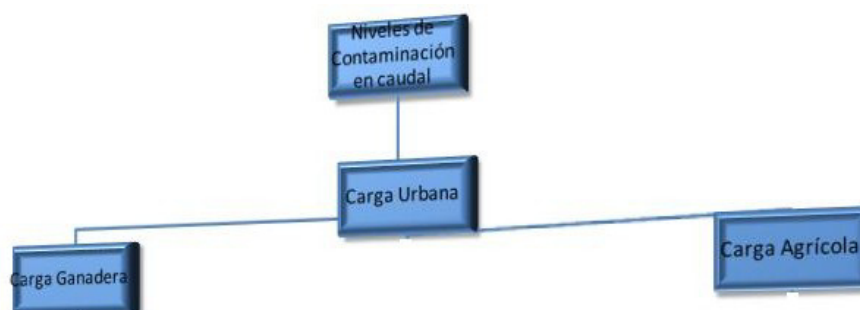 Niveles de
Contaminación
en caudal
Carga Urbana
Carga Ganadera
Carga Agrícola